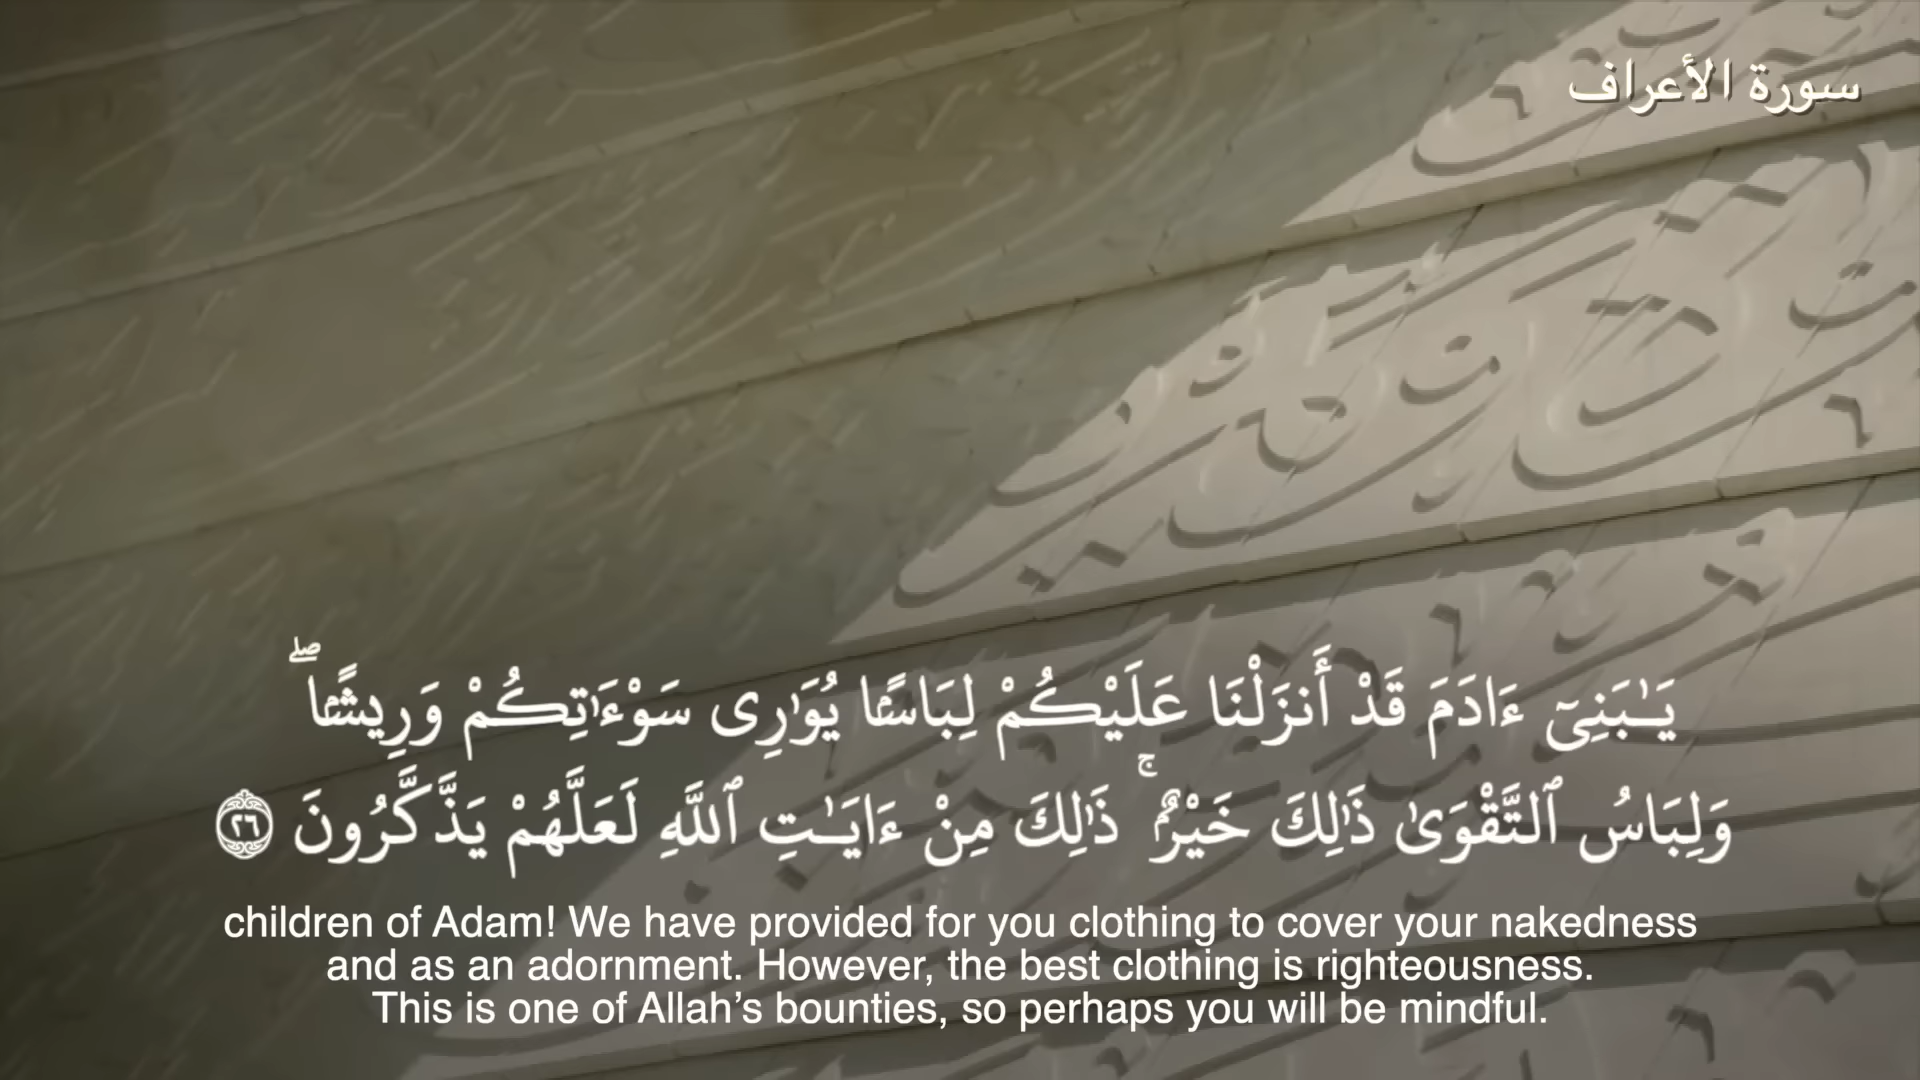 سورة الأعراف
يَـٰبَنِىٓ ءَادَمَ قَدْ أَنزَلْنَا عَلَيْكُمْ لِبَاسًا يُوَٰرِى سَوْءَٰتِكُمْ وَرِيشًا ۖ
وَلِبَاسُ ٱلتَّقْوَىٰ ذَٰلِكَ خَيْرٌ ۚ ذَٰلِكَ مِنْ ءَايَـٰتِ ٱللَّهِ لَعَلَّهُمْ يَذَّكَّرُونَ ٢٦
children of Adam! We have provided for you clothing to cover your nakedness
and as an adornment. However, the best clothing is righteousness.
This is one of Allah’s bounties, so perhaps you will be mindful.